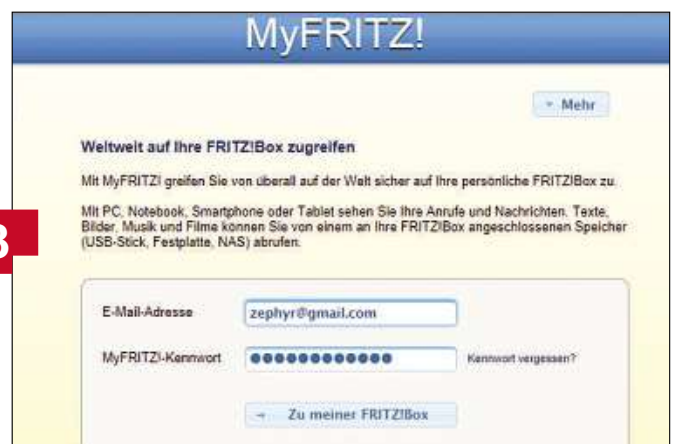 MyFRITZ!
Mehr
Weltweit auf Ihre FRITZ!Box zugreifen
Mit MyFRITZ! greifen Sie von überall auf der Welt sicher auf Ihre persönliche FRITZ!Box zu.
Mit PC, Notebook, Smartphone oder Tablet sehen Sie Ihre Anrufe und Nachrichten. Texte,
Bilder, Musik und Filme können Sie von einem an Ihre FRITZ!Box angeschlossenen Speicher
(USB-Stick, Festplatte, NAS) abrufen.
E-Mail-Adresse zephyr@gmail.com
MyFRITZ!-Kennwort ●●●●●●●●●●●● Kennwort vergessen?
→ Zu meiner FRITZ!Box